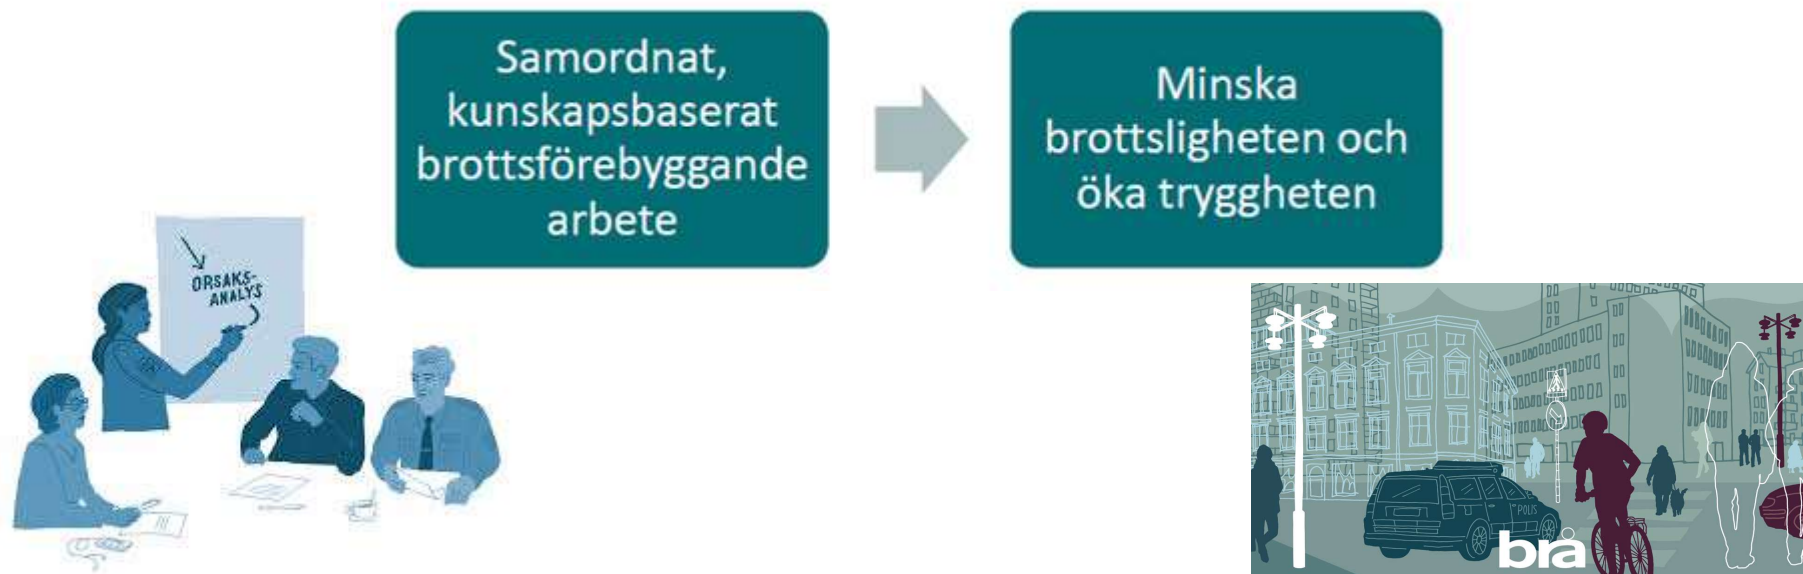 Samordnat,
kunskapsbaserat
brottsförebyggande
arbete
Minska
brottsligheten och
öka tryggheten
ORSAKS-
ANALYS
POLIS
brå